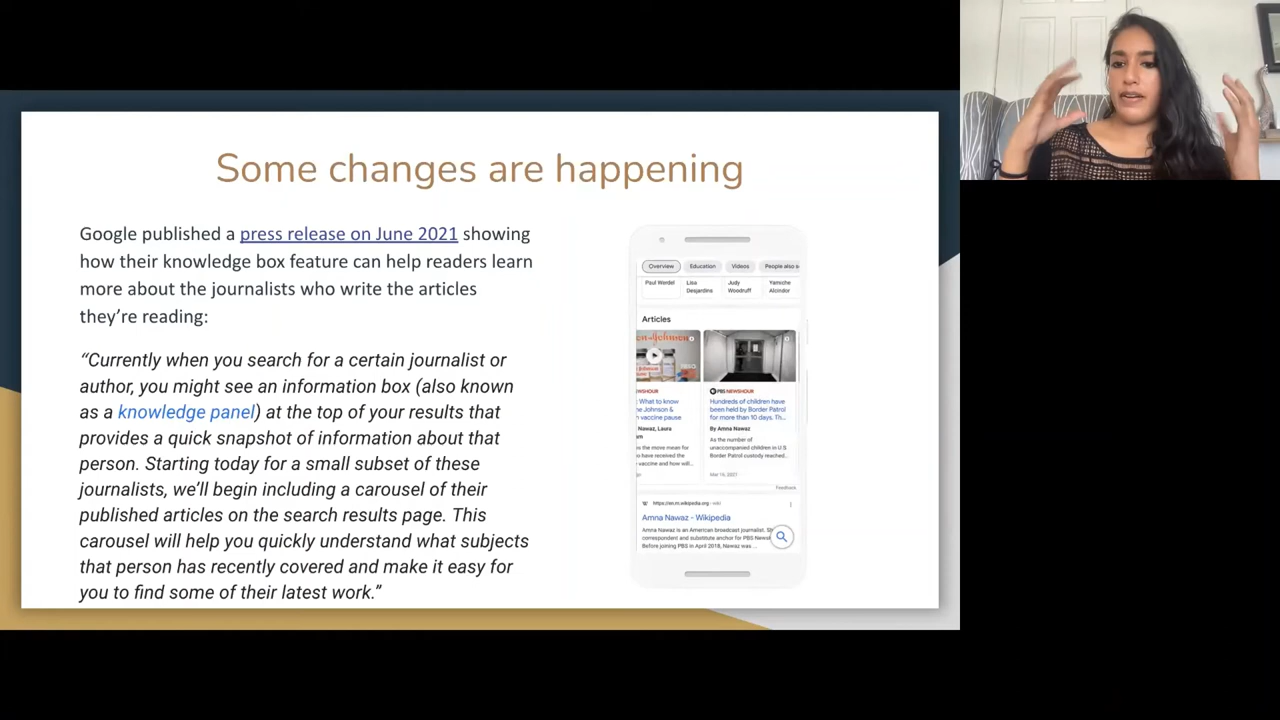 Some changes are happening
Google published a press release on June 2021 showing
how their knowledge box feature can help readers learn
more about the journalists who write the articles
they’re reading:
“Currently when you search for a certain journalist or
author, you might see an information box (also known
as a knowledge panel) at the top of your results that
provides a quick snapshot of information about that
person. Starting today for a small subset of these
journalists, we’ll begin including a carousel of their
published articles on the search results page. This
carousel will help you quickly understand what subjects
that person has recently covered and make it easy for
you to find some of their latest work.”
Overview Education Videos People also s
Paul Werdel Lisa Desjardins Judy Woodruff Yamiche Alcindor
Articles
NEWSHOUR
: What to know
e Johnson &
n vaccine pause
Nawaz, Laura
es the move mean for
o have received the
vaccine and how will...
PBS NEWSHOUR
Hundreds of children have
been held by Border Patrol
for more than 10 days. Th...
By Amna Nawaz
As the number of
unaccompanied children in U.S
Border Patrol custody reached...
2021
Feedback
https://en.m.wikipedia.org › wiki
Amna Nawaz - Wikipedia
Amna Nawaz is an American broadcast journalist. S
correspondent and substitute anchor for PBS News
Before joining PBS in April 2018, Nawaz was ...